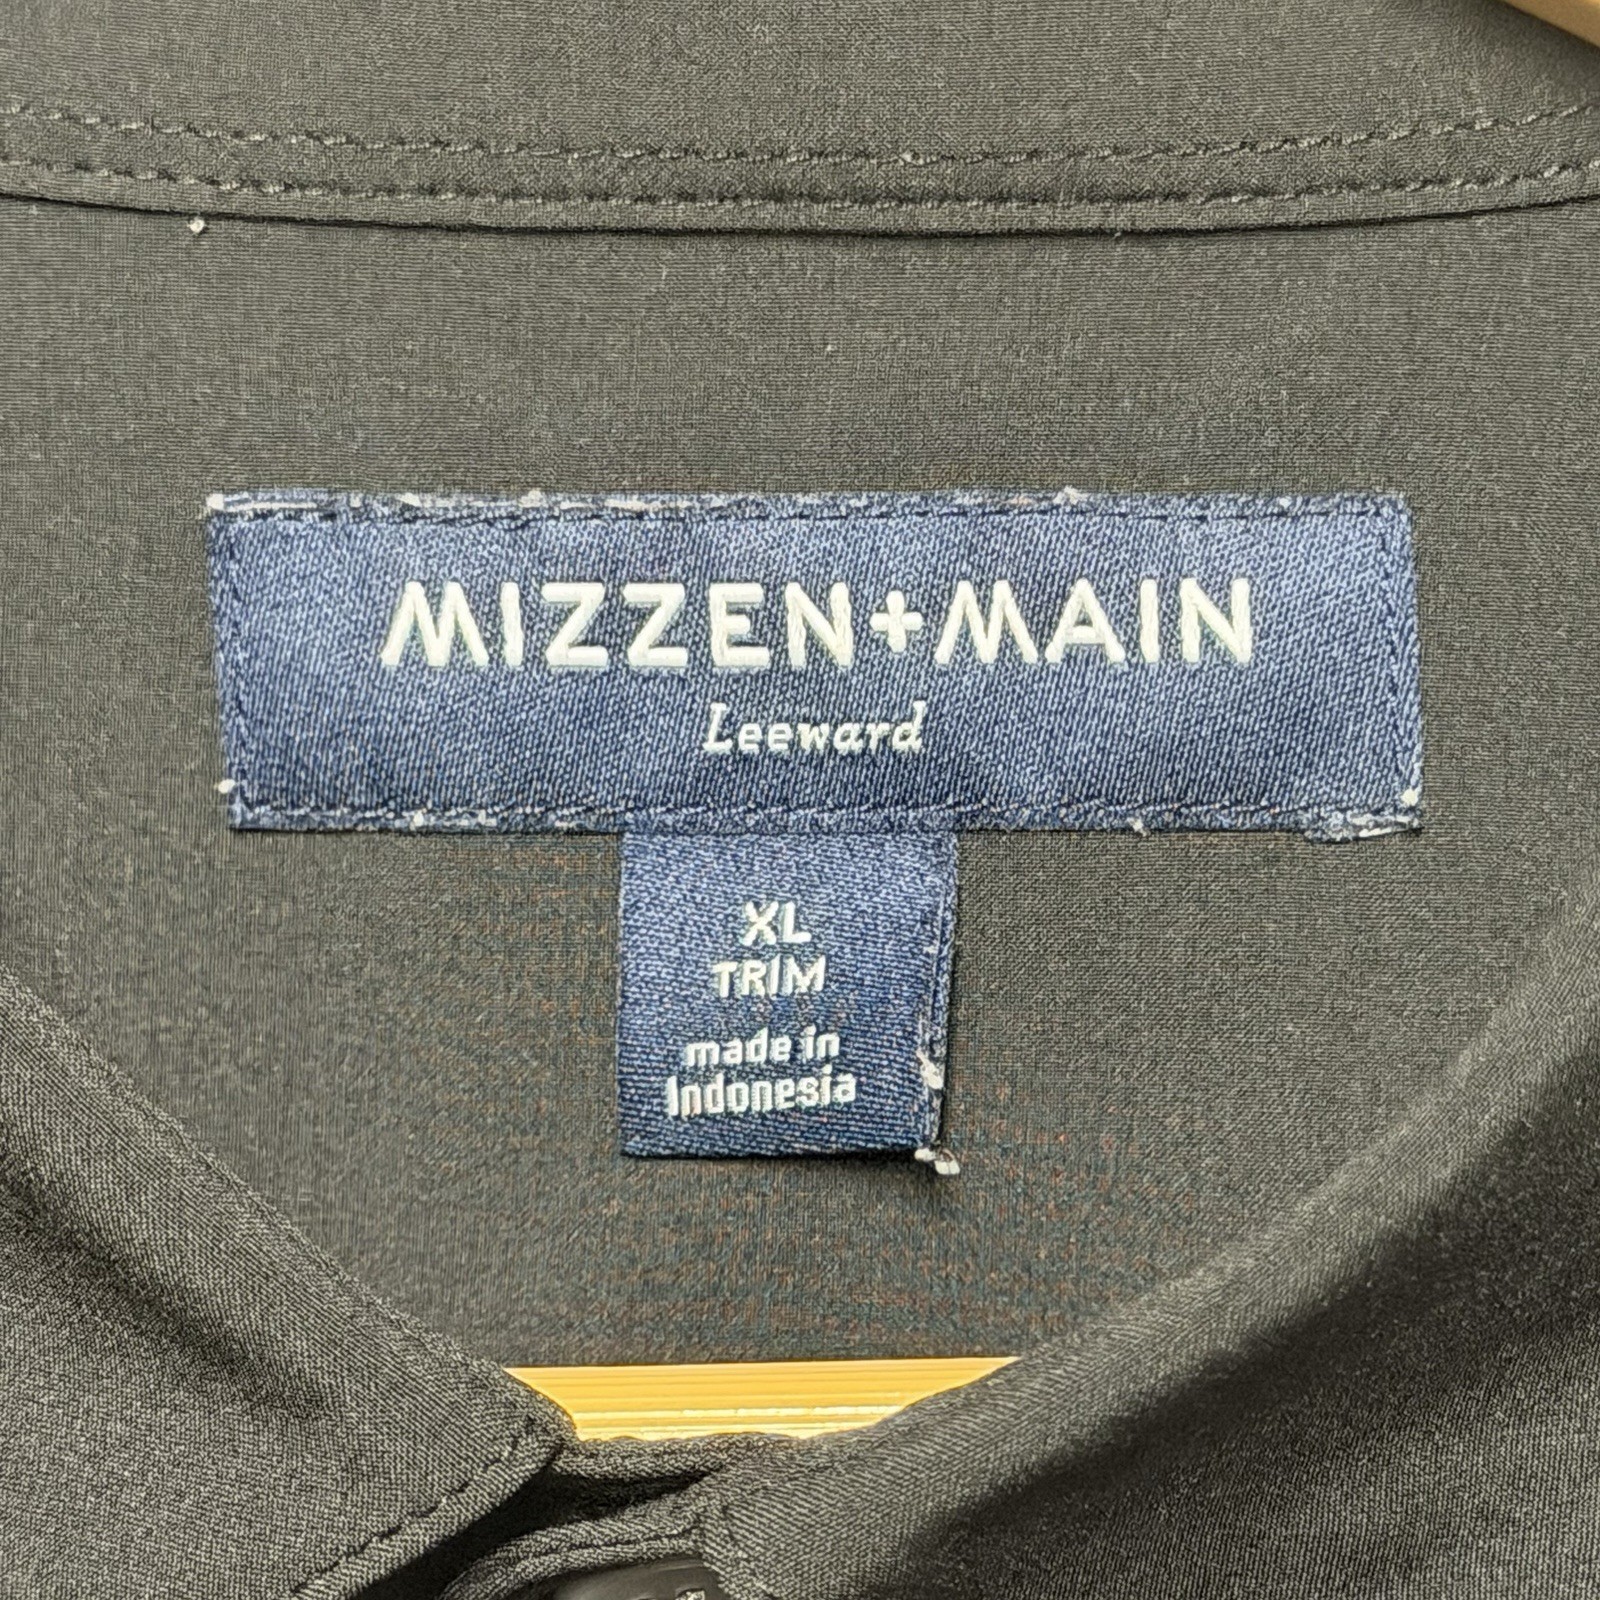 MIZZEN+MAIN
Leeward
XL
TRIM
made in
Indonesia